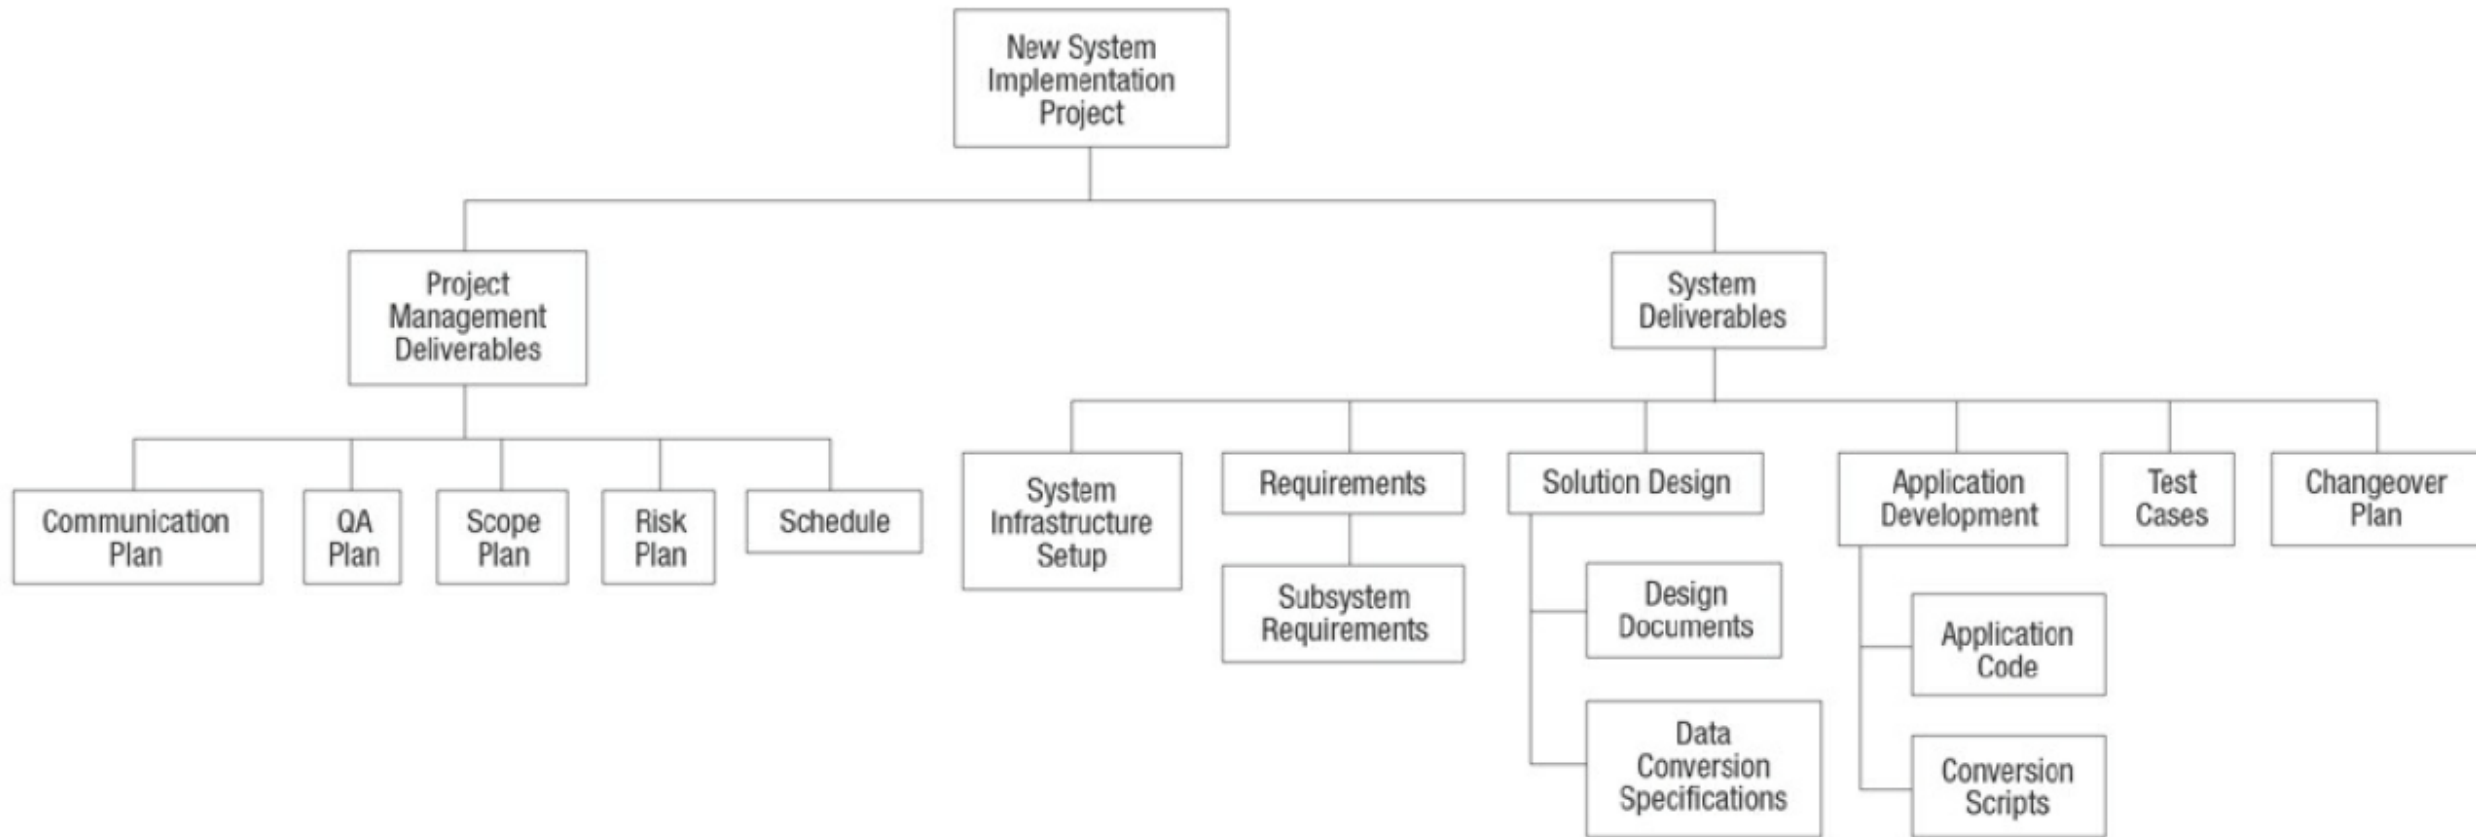 New System
Implementation
Project
Project
Management
Deliverables
System
Deliverables
Communication
Plan
QA
Plan
Scope
Plan
Risk
Plan
Schedule
System
Infrastructure
Setup
Requirements
Subsystem
Requirements
Solution Design
Design
Documents
Data
Conversion
Specifications
Application
Development
Application
Code
Conversion
Scripts
Test
Cases
Changeover
Plan